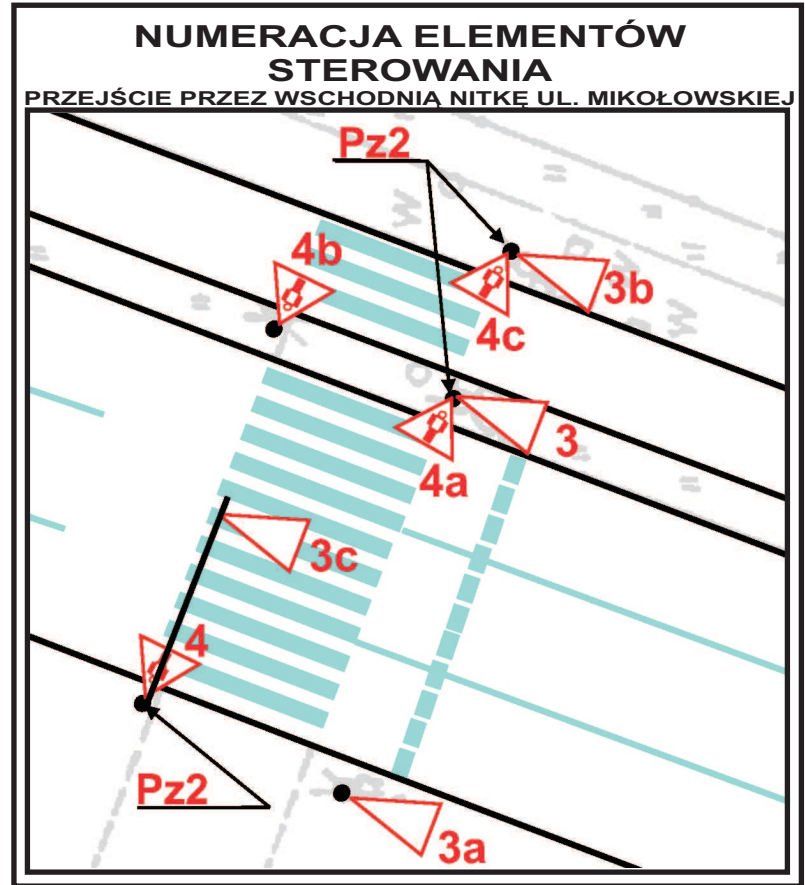 NUMERACJA ELEMENTÓW
STEROWANIA
PRZEJŚCIE PRZEZ WSCHODNIĄ NITKĘ UL. MIKOŁOWSKIEJ
Pz2
4b
3b
4c
3
4a
3c
4
Pz2
3a